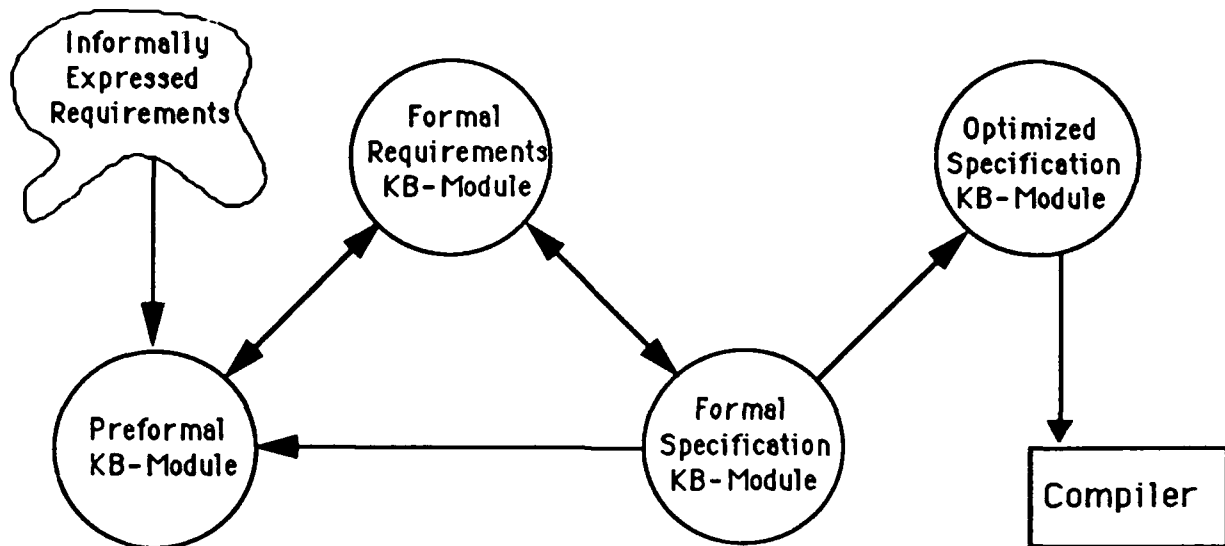 Informally
Expressed
Requirements
Formal
Requirements
KB-Module
Optimized
Specification
KB-Module
Preformal
KB-Module
Formal
Specification
KB-Module
Compiler